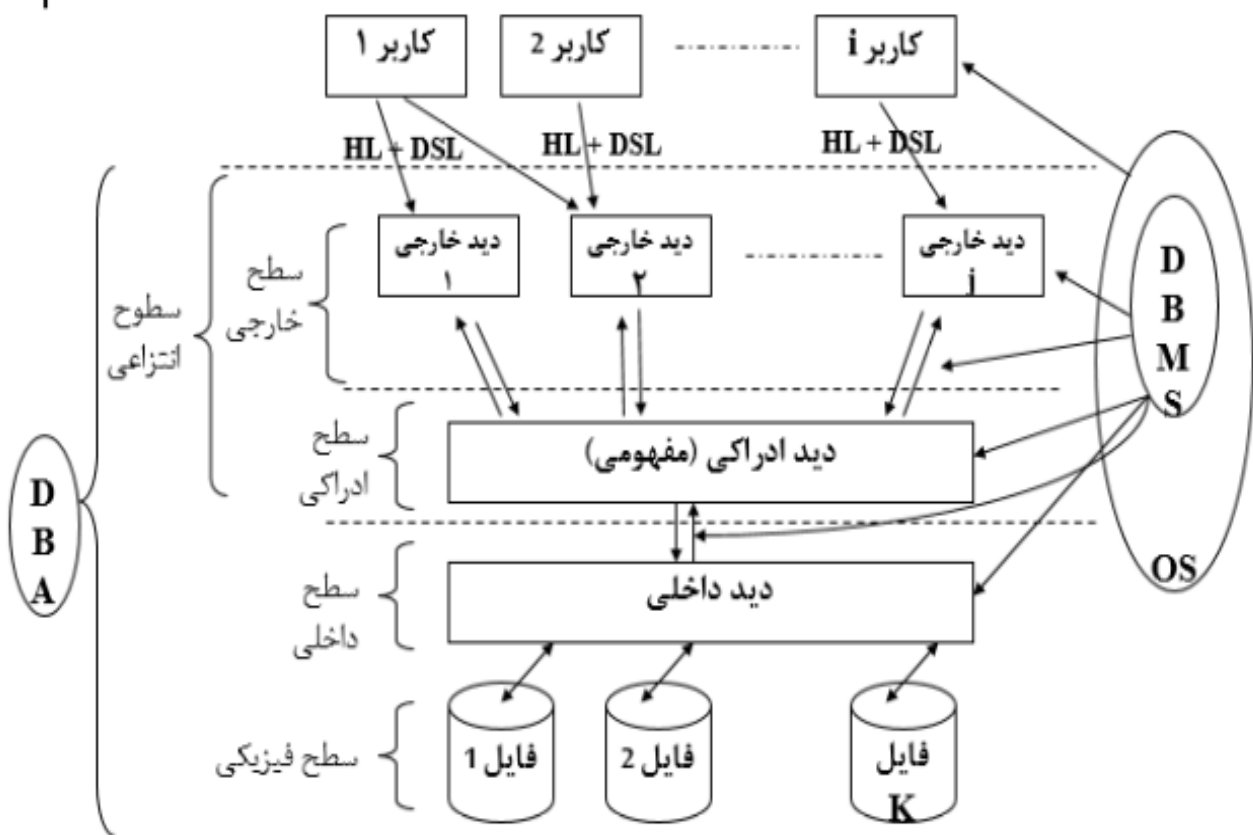 کاربر ۱
کاربر 2
کاربر i
HL + DSL
HL + DSL
HL + DSL
دید خارجی
۱
دید خارجی
۲
دید خارجی
j
سطح
خارجی
سطوح
انتزاعی
دید ادراکی (مفهومی)
سطح
ادراکی
دید داخلی
سطح
داخلی
فایل 1
فایل 2
فایل
K
سطح فیزیکی
D
B
M
S
OS
D
B
A